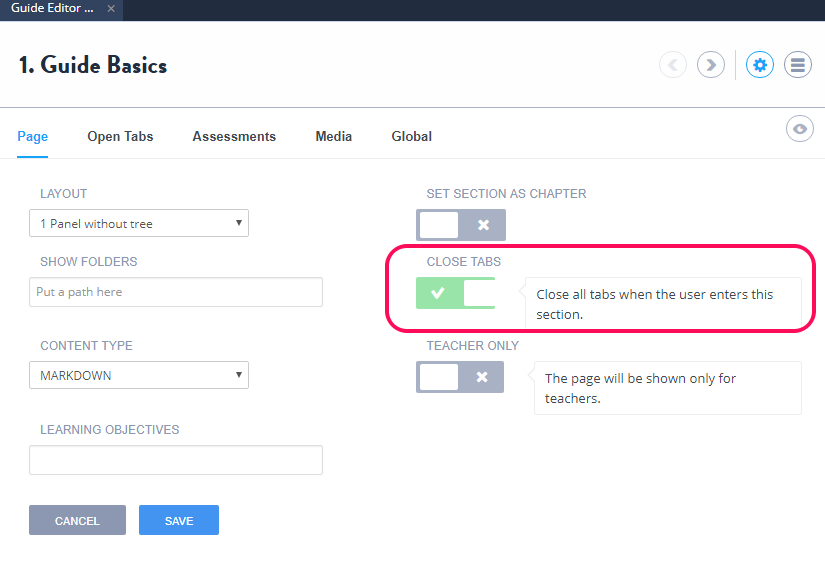 Guide Editor ... ×
1. Guide Basics
Page Open Tabs Assessments Media Global
LAYOUT
1 Panel without tree
SHOW FOLDERS
Put a path here
CONTENT TYPE
MARKDOWN
LEARNING OBJECTIVES
CANCEL SAVE
SET SECTION AS CHAPTER
CLOSE TABS
Close all tabs when the user enters this
section.
TEACHER ONLY
The page will be shown only for
teachers.